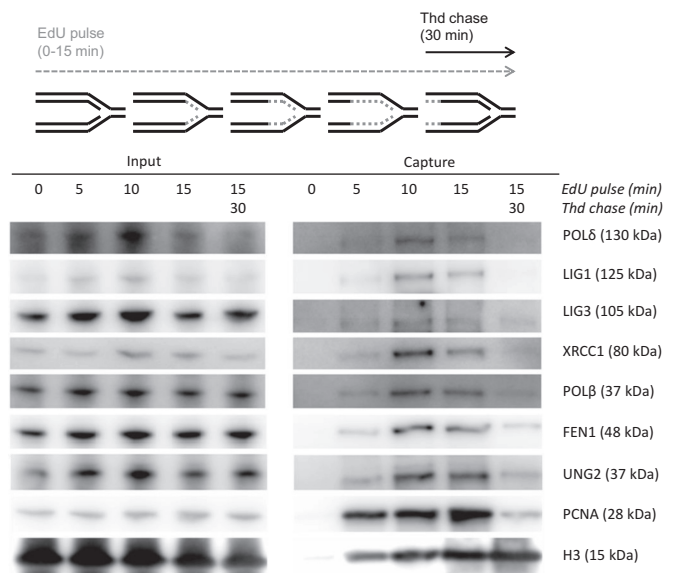 EdU pulse
(0-15 min)
Thd chase
(30 min)
Input
Capture
0 5 10 15 15 0 5 10 15 15 EdU pulse (min)
30 30 Thd chase (min)
POLδ (130 kDa)
LIG1 (125 kDa)
LIG3 (105 kDa)
XRCC1 (80 kDa)
POLβ (37 kDa)
FEN1 (48 kDa)
UNG2 (37 kDa)
PCNA (28 kDa)
H3 (15 kDa)